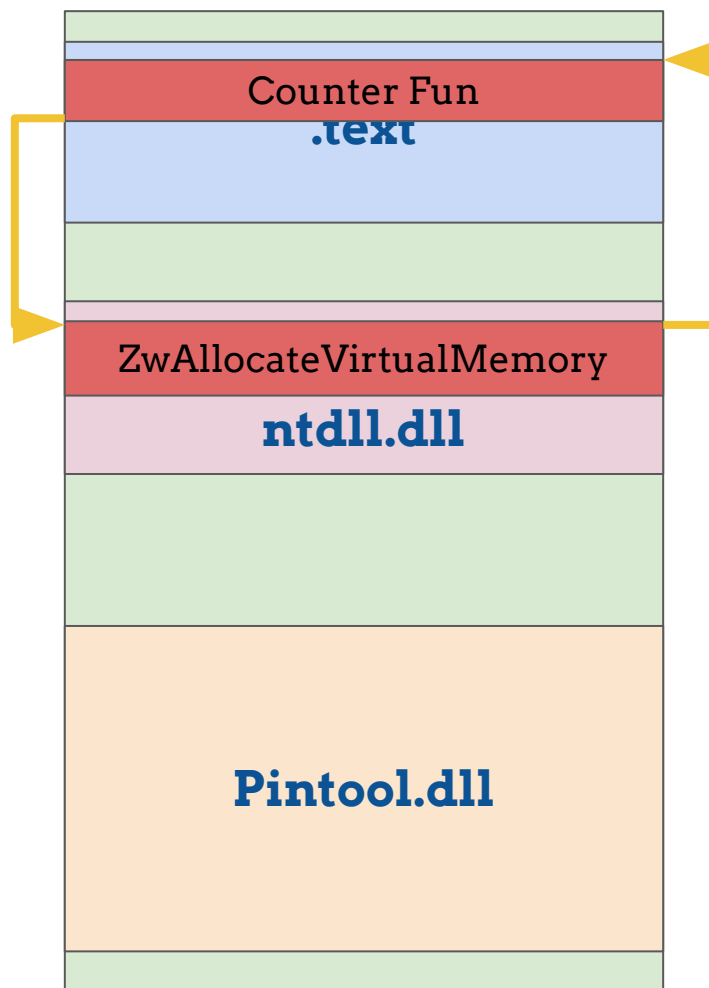 Counter Fun
.text
ZwAllocateVirtualMemory
ntdll.dll
Pintool.dll